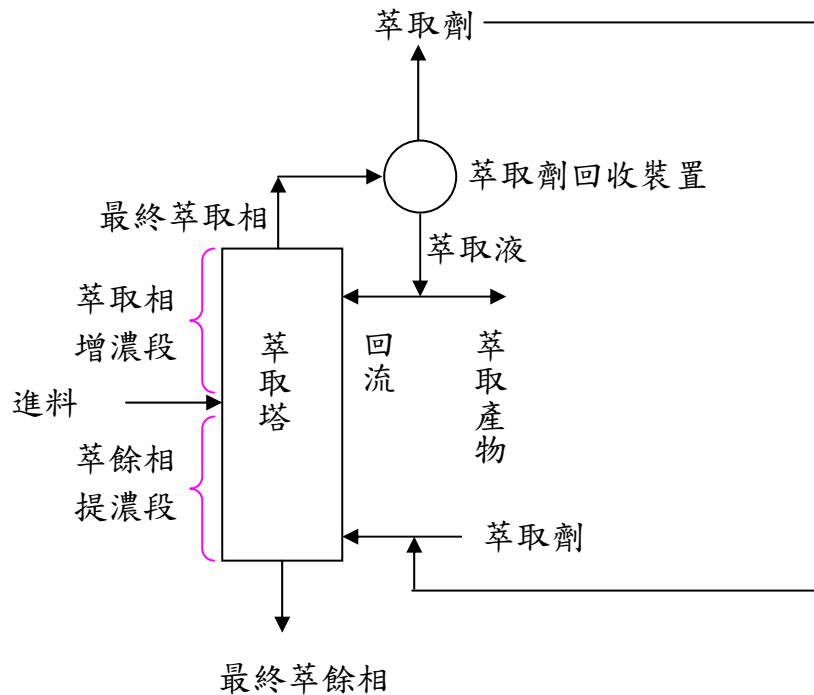 萃取劑
萃取劑回收裝置
最終萃取相
萃取液
萃取相
增濃段
萃取塔
回流
萃取產物
進料
萃餘相
提濃段
萃取劑
最終萃餘相